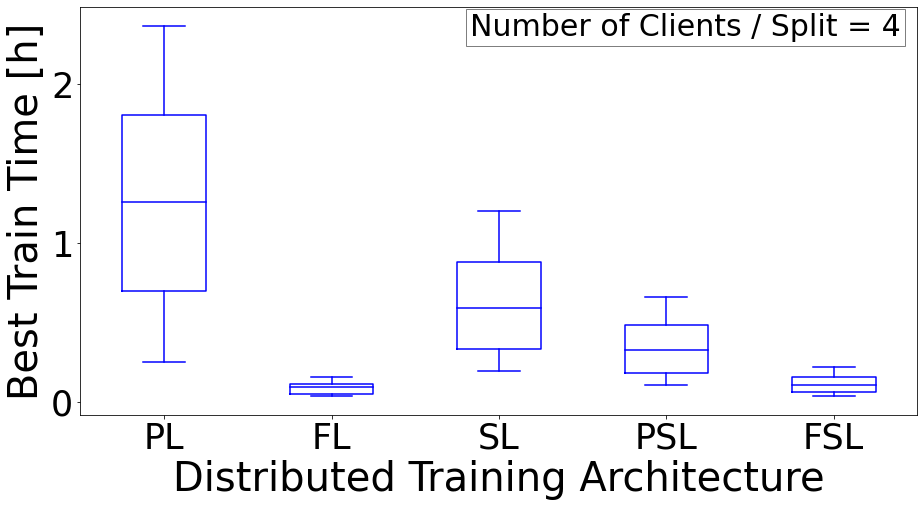 Number of Clients / Split = 4
Best Train Time [h]
2
1
0
PL FL SL PSL FSL
Distributed Training Architecture